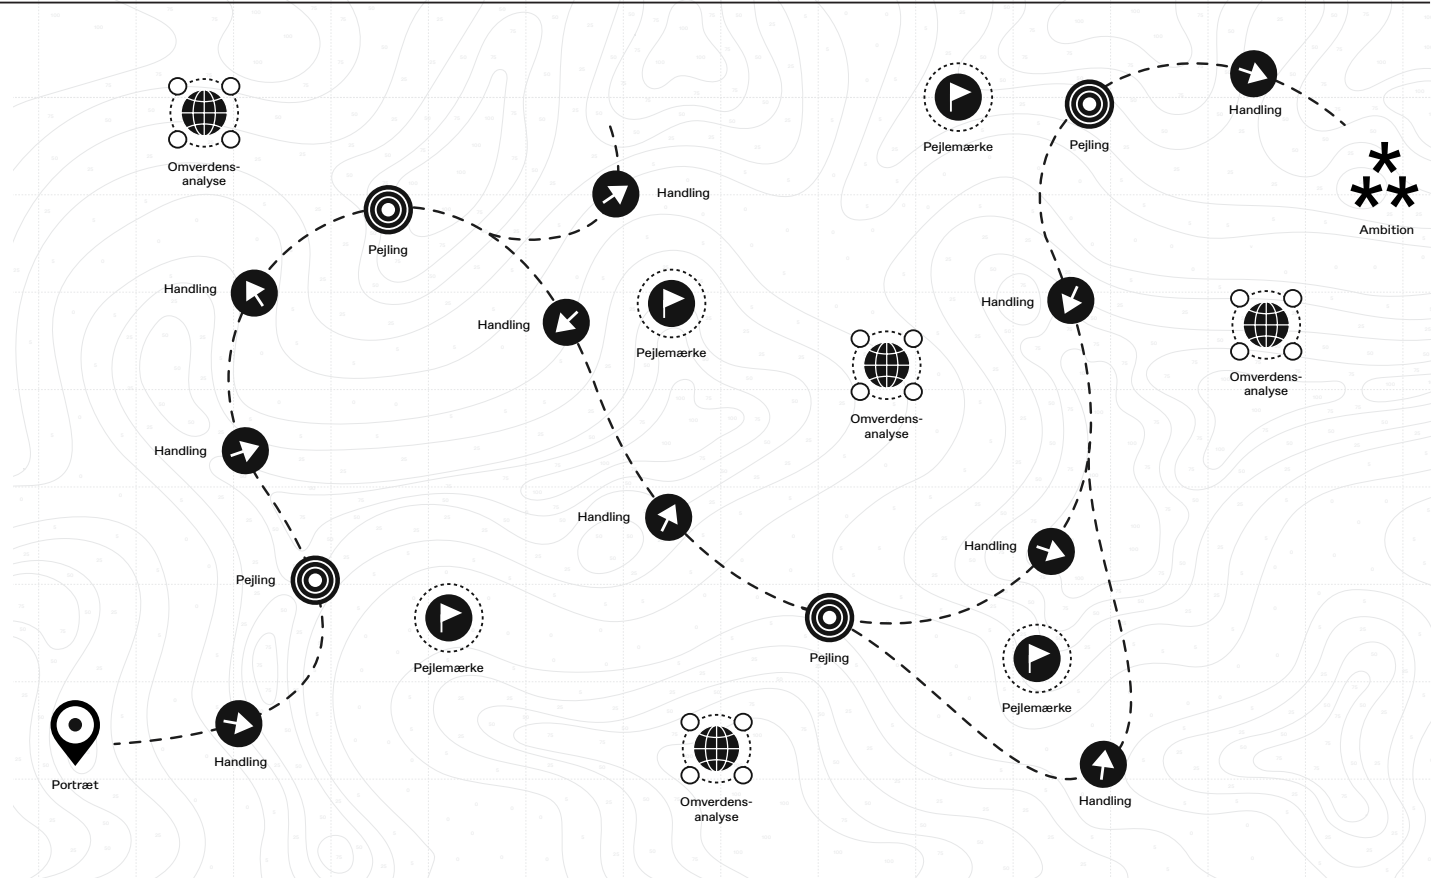 Handling
Pejlemærke
Pejling
Omverdens-
analyse
Handling
Ambition
Pejling
Handling
Handling
Handling
Pejlemærke
Omverdens-
analyse
Omverdens-
analyse
Handling
Handling
Handling
Handling
Pejling
Pejling
Pejlemærke
Pejlemærke
Handling
Portræt
Omverdens-
analyse
Handling